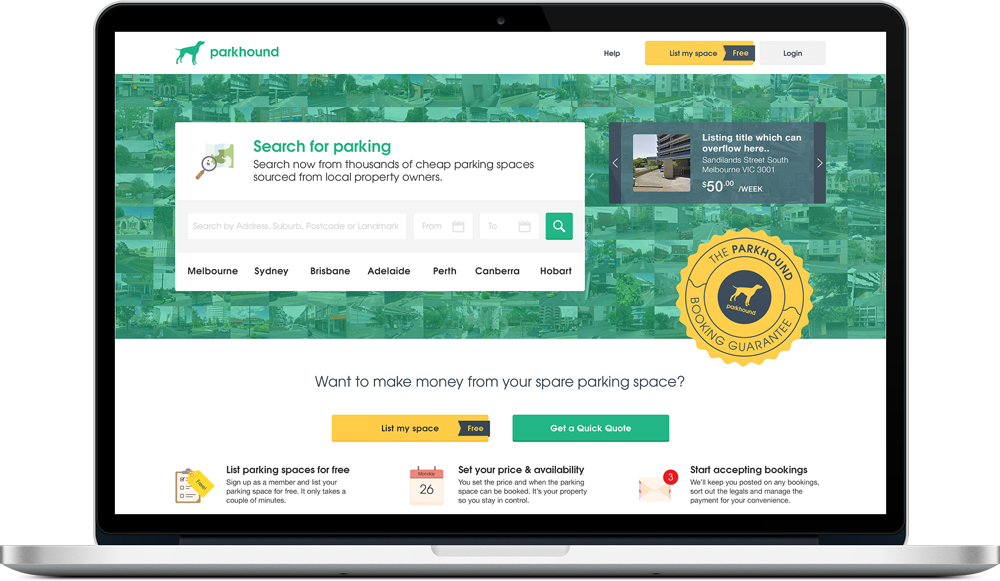 parkhound
Help
List my space
Free
Login
Search for parking
Search now from thousands of cheap parking spaces
sourced from local property owners.
Search by Address, Suburb, Postcode or Landmark
From
To
Melbourne
Sydney
Brisbane
Adelaide
Perth
Canberra
Hobart
Listing title which can
overflow here..
Sandilands Street South
Melbourne VIC 3001
$50.00 /WEEK
THE PARKHOUND
parkhound
BOOKING GUARANTEE
Want to make money from your spare parking space?
List my space
Free
Get a Quick Quote
Free!
List parking spaces for free
Sign up as a member and list your
parking space for free. It only takes a
couple of minutes.
Monday
26
Set your price & availability
You set the price and when the parking
space can be booked. It's your property
so you stay in control.
3
Start accepting bookings
We'll keep you posted on any bookings,
sort out the legals and manage the
payment for your convenience.